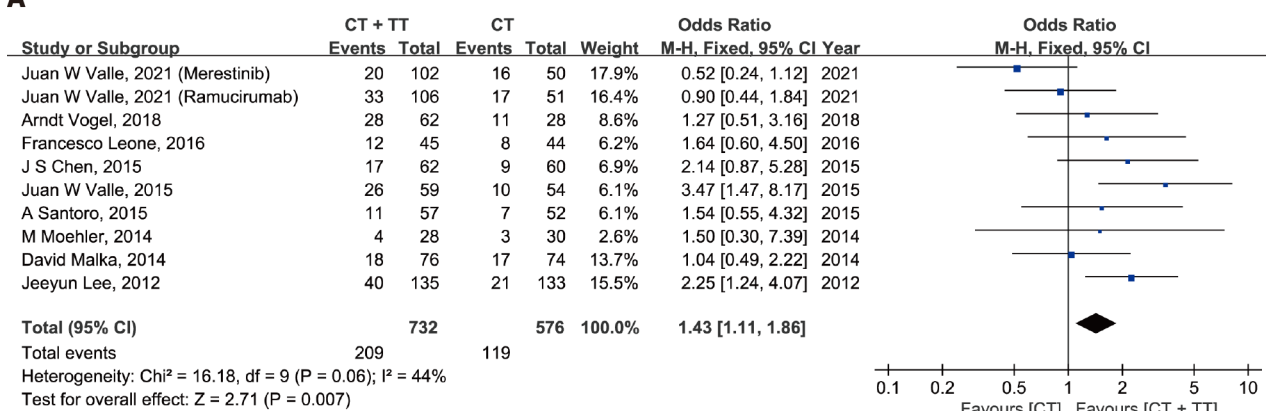 A
CT + TT CT Odds Ratio Odds Ratio
Study or Subgroup Events Total Events Total Weight M-H, Fixed, 95% CI Year M-H, Fixed, 95% CI
Juan W Valle, 2021 (Merestinib) 20 102 16 50 17.9% 0.52 [0.24, 1.12] 2021
Juan W Valle, 2021 (Ramucirumab) 33 106 17 51 16.4% 0.90 [0.44, 1.84] 2021
Arndt Vogel, 2018 28 62 11 28 8.6% 1.27 [0.51, 3.16] 2018
Francesco Leone, 2016 12 45 8 44 6.2% 1.64 [0.60, 4.50] 2016
J S Chen, 2015 17 62 9 60 6.9% 2.14 [0.87, 5.28] 2015
Juan W Valle, 2015 26 59 10 54 6.1% 3.47 [1.47, 8.17] 2015
A Santoro, 2015 11 57 7 52 6.1% 1.54 [0.55, 4.32] 2015
M Moehler, 2014 4 28 3 30 2.6% 1.50 [0.30, 7.39] 2014
David Malka, 2014 18 76 17 74 13.7% 1.04 [0.49, 2.22] 2014
Jeeyun Lee, 2012 40 135 21 133 15.5% 2.25 [1.24, 4.07] 2012
Total (95% CI) 732 576 100.0% 1.43 [1.11, 1.86]
Total events 209 119
Heterogeneity: Chi² = 16.18, df = 9 (P = 0.06); I² = 44%
Test for overall effect: Z = 2.71 (P = 0.007)
0.1 0.2 0.5 1 2 5 10
Favours [CT] Favours [CT + TT]